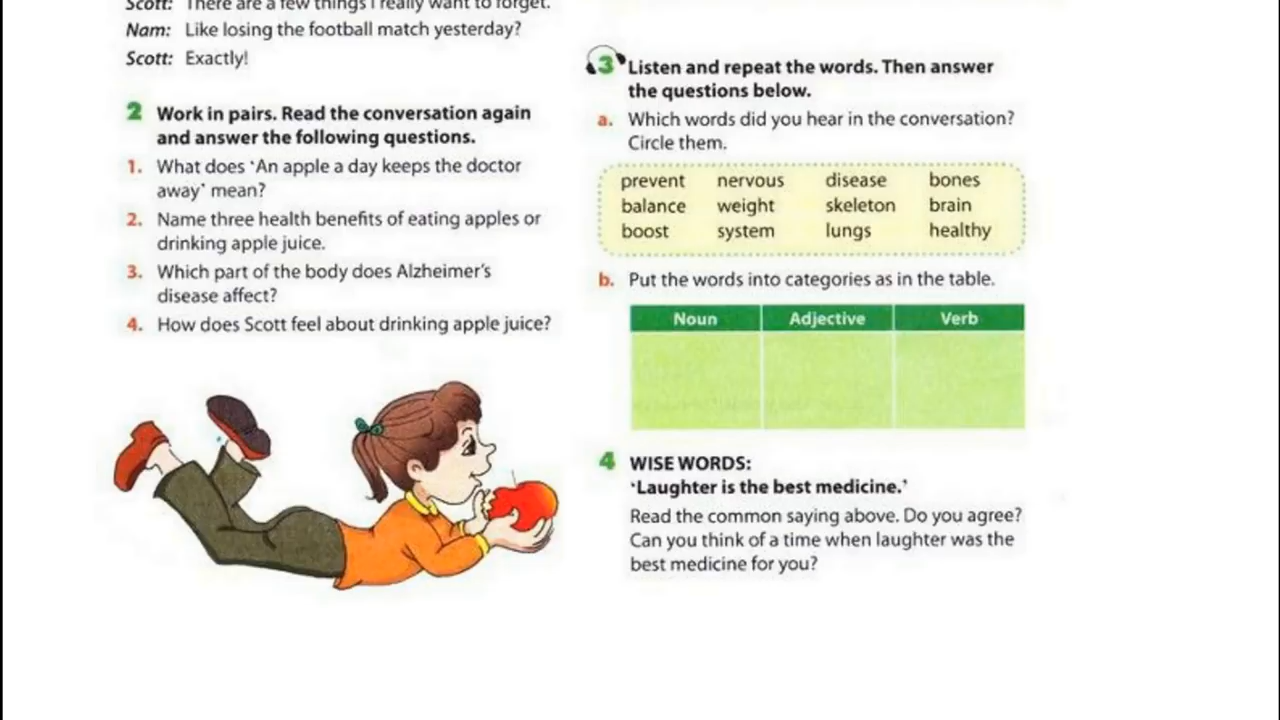 Scott: There are a few things I really want to forget.
Nam: Like losing the football match yesterday?
Scott: Exactly!
2 Work in pairs. Read the conversation again
and answer the following questions.
1. What does 'An apple a day keeps the doctor
away' mean?
2. Name three health benefits of eating apples or
drinking apple juice.
3. Which part of the body does Alzheimer's
disease affect?
4. How does Scott feel about drinking apple juice?
3 Listen and repeat the words. Then answer
the questions below.
a. Which words did you hear in the conversation?
Circle them.
prevent nervous disease bones
balance weight skeleton brain
boost system lungs healthy
b. Put the words into categories as in the table.
Noun Adjective Verb
4 WISE WORDS:
'Laughter is the best medicine.'
Read the common saying above. Do you agree?
Can you think of a time when laughter was the
best medicine for you?